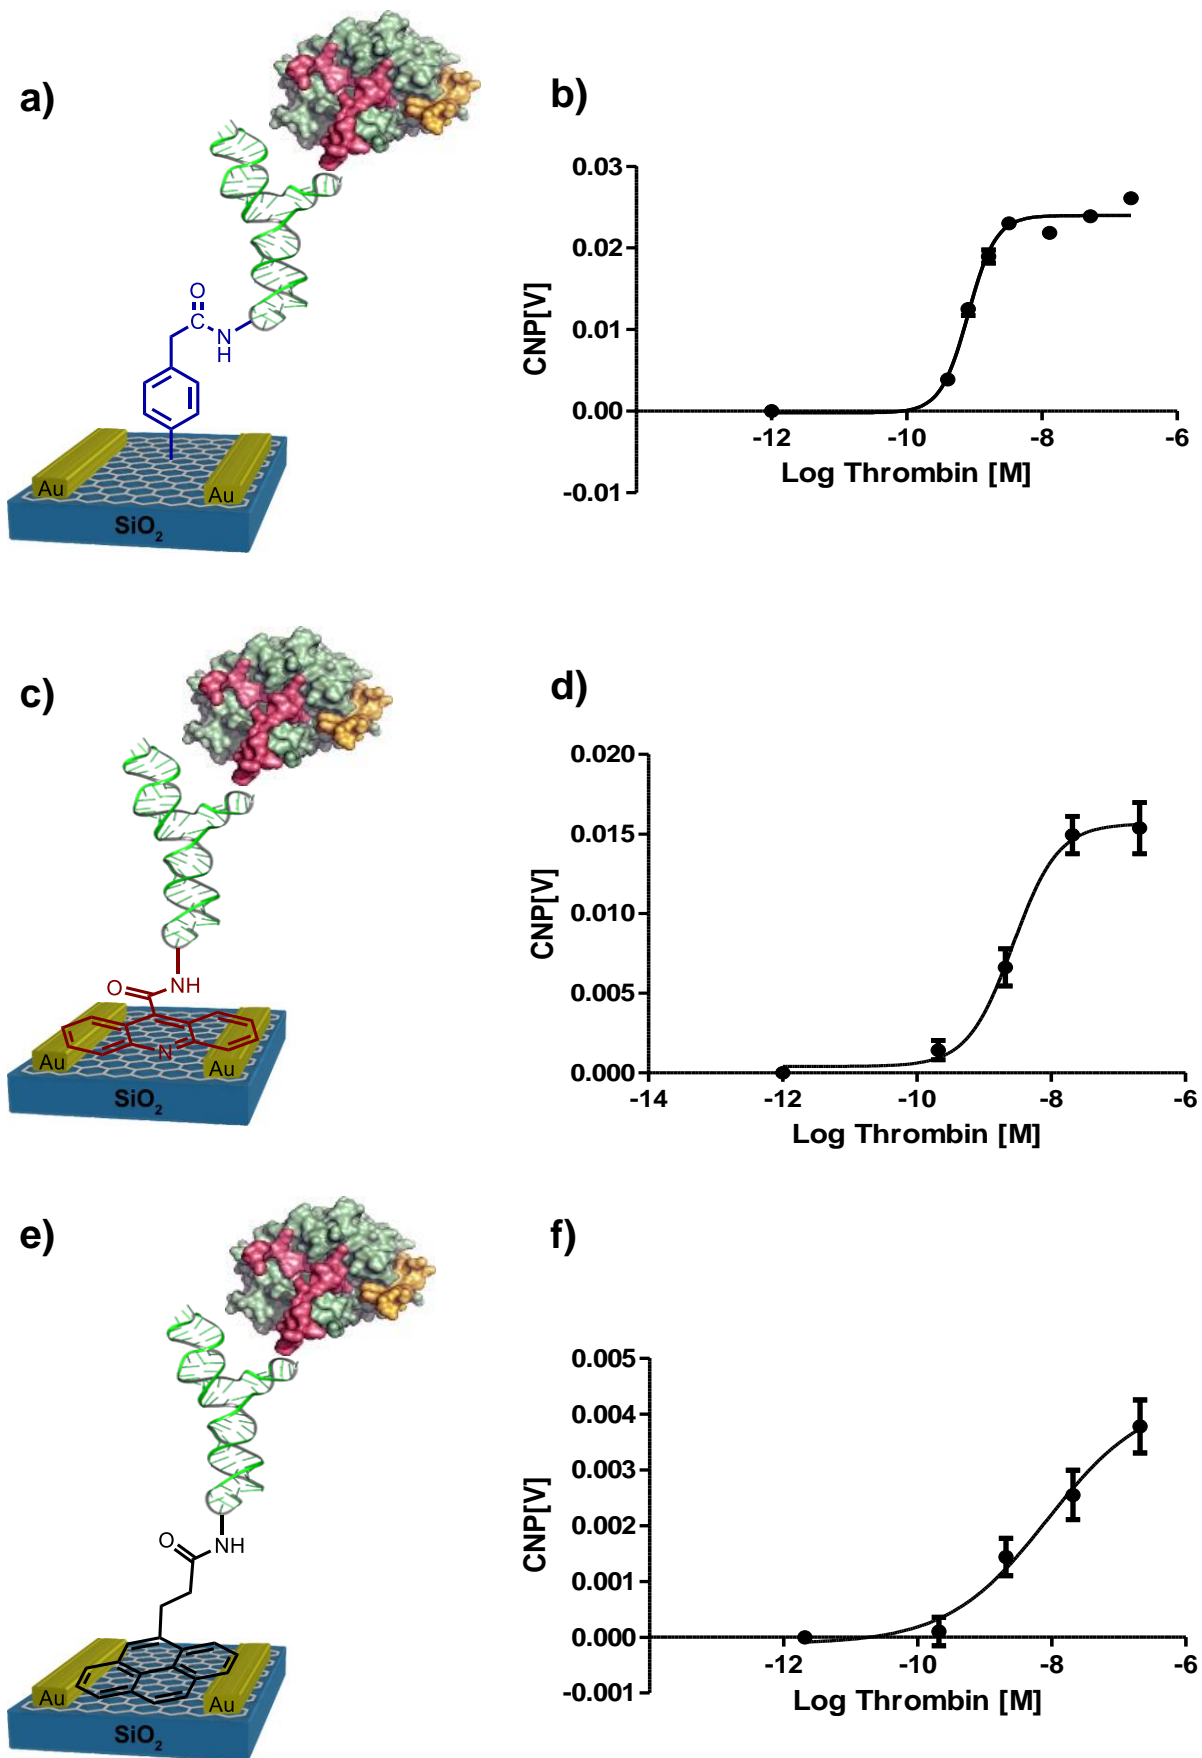 a)
O
C
N
H
Au
Au
SiO2
b)
0.03
0.02
0.01
0.00
-0.01
CNP[V]
-12
-10
-8
-6
Log Thrombin [M]
c)
O
NH
N
Au
Au
SiO2
d)
0.020
0.015
0.010
0.005
0.000
CNP[V]
-14
-12
-10
-8
-6
Log Thrombin [M]
e)
O
NH
Au
Au
SiO2
f)
0.005
0.004
0.003
0.002
0.001
0.000
-0.001
CNP[V]
-12
-10
-8
-6
Log Thrombin [M]